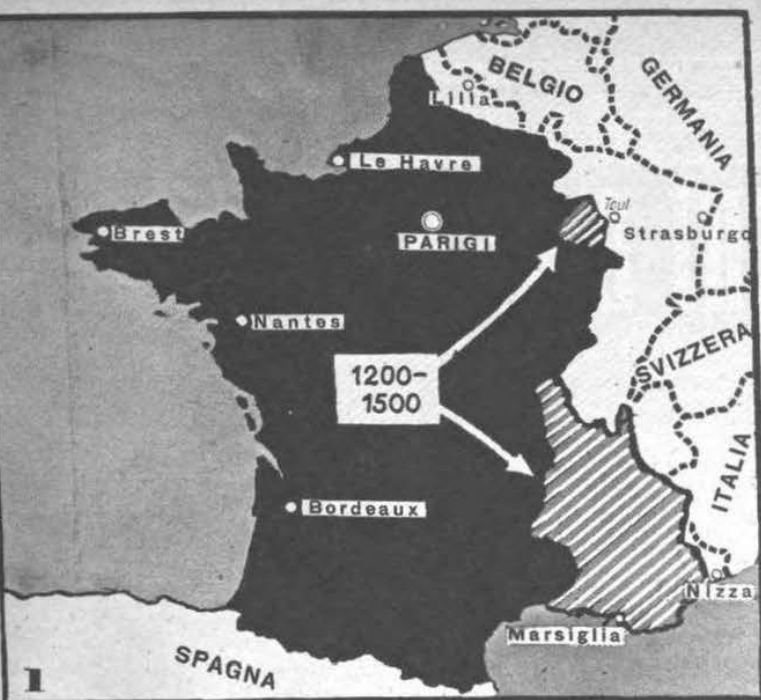 BELGIO
GERMANIA
Lilla
Le Havre
Toul
Strasburgo
Brest
PARIGI
Nantes
SVIZZERA
1200-
1500
ITALIA
Bordeaux
Nizza
Marsiglia
SPAGNA
1